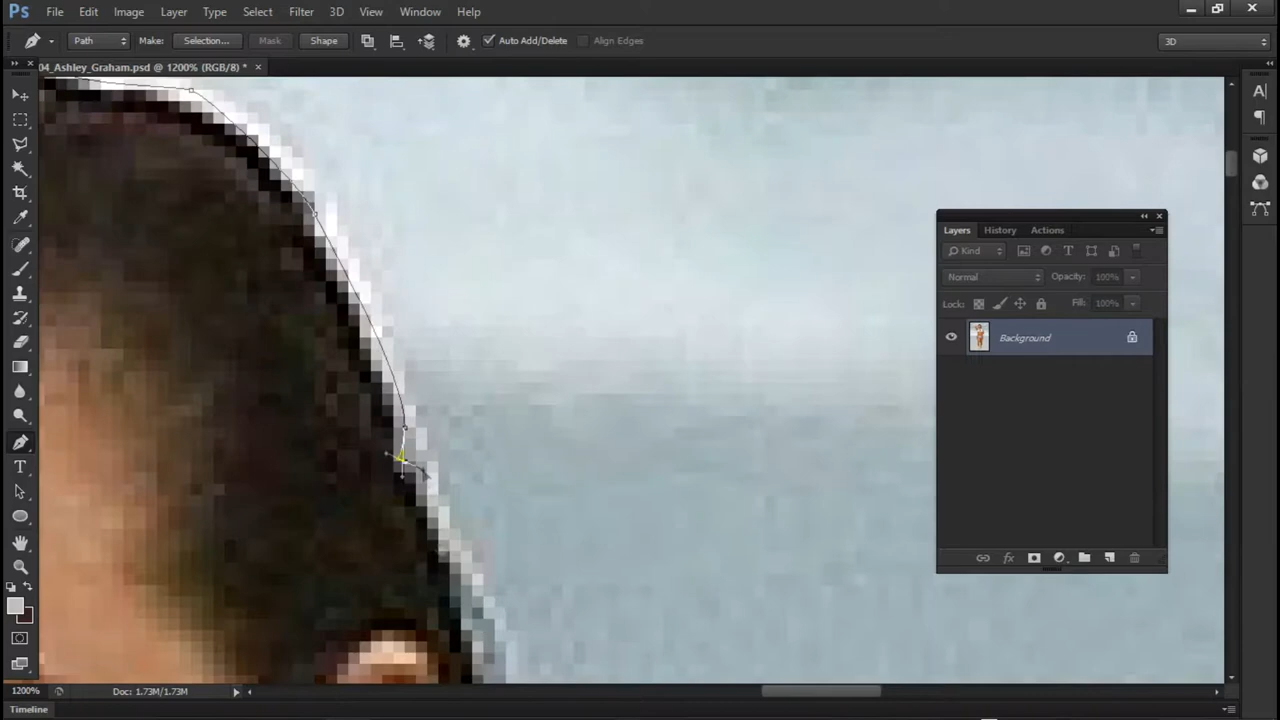 Ps File Edit Image Layer Type Select Filter 3D View Window Help
Path Make: Selection... Mask Shape Auto Add/Delete Align Edges 3D
04_Ashley_Graham.psd @ 1200% (RGB/8) * ×
Layers History Actions
Kind
Normal Opacity: 100%
Lock: Fill: 100%
Background
fx
1200% Doc: 1.73M/1.73M
Timeline